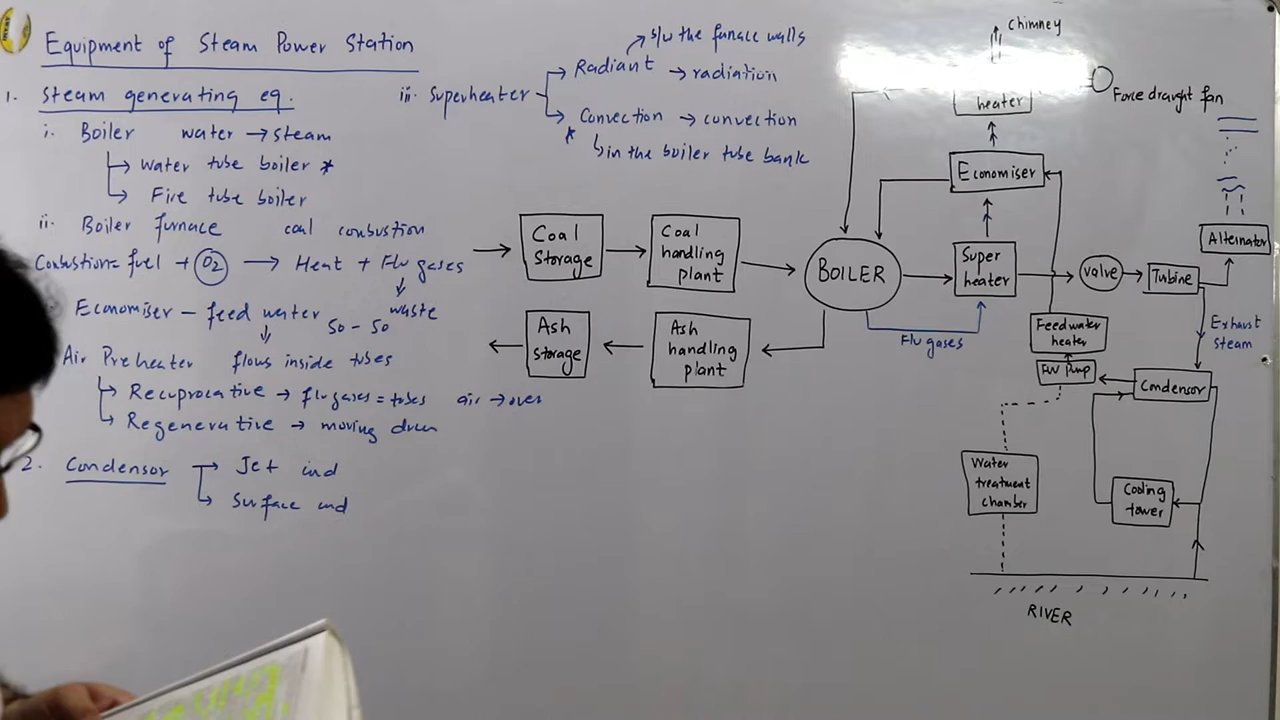 Equipment of Steam Power Station
1. Steam generating eq.
i. Boiler water → steam
→ Water tube boiler *
→ Fire tube boiler
ii. Boiler furnace coal combustion
Combustion = fuel + O2 → Heat + Flu gases
waste
Economiser – feed water
50 - 50
Air Preheater flows inside tubes
→ Recuprocative → flu gases = tubes air → over
→ Regenerative → moving drum
2. Condensor → Jet
→ Surface
iii. Superheater → Radiant → radiation
s/w the furnace walls
→ Convection → convection
*
in the boiler tube bank
chimney
heater
Force draught fan
Economiser
Coal Storage
Coal handling plant
BOILER
Super heater
Valve
Turbine
Alternator
Flu gases
Ash storage
Ash handling plant
Feedwater heater
FW Pump
Exhaust steam
Condensor
Water treatment chamber
Cooling tower
RIVER